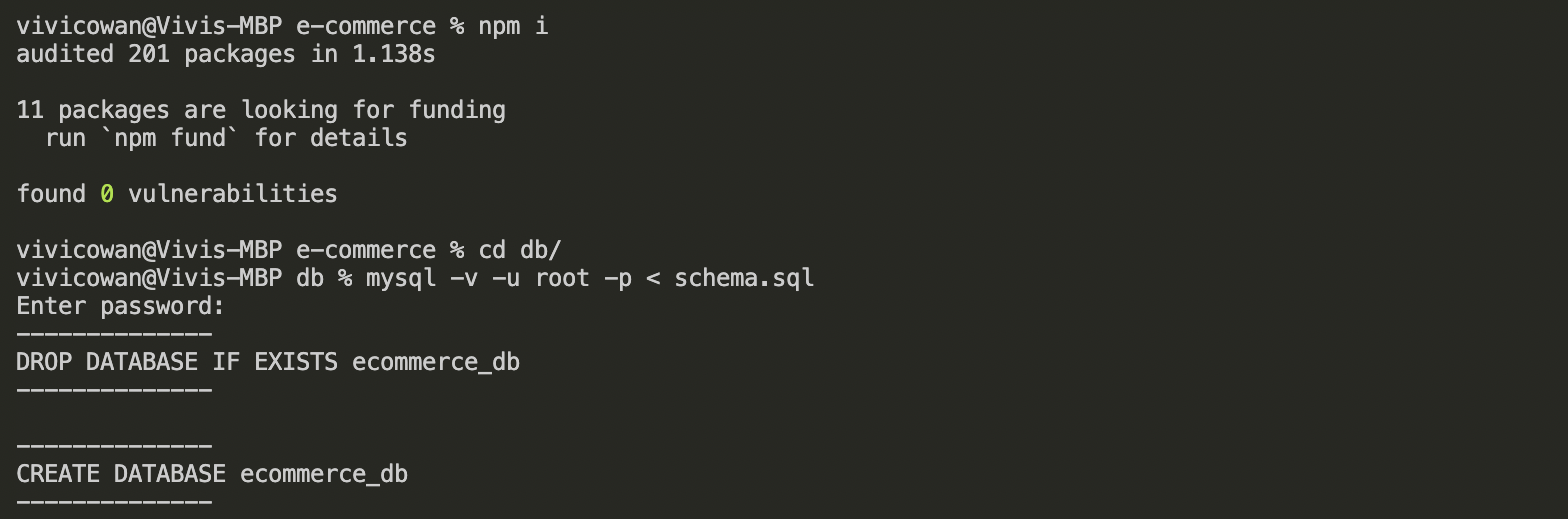 vivicowan@Vivis-MBP e-commerce % npm i
audited 201 packages in 1.138s
11 packages are looking for funding
  run `npm fund` for details
found 0 vulnerabilities
vivicowan@Vivis-MBP e-commerce % cd db/
vivicowan@Vivis-MBP db % mysql -v -u root -p < schema.sql
Enter password:
--------------
DROP DATABASE IF EXISTS ecommerce_db
--------------
--------------
CREATE DATABASE ecommerce_db
--------------